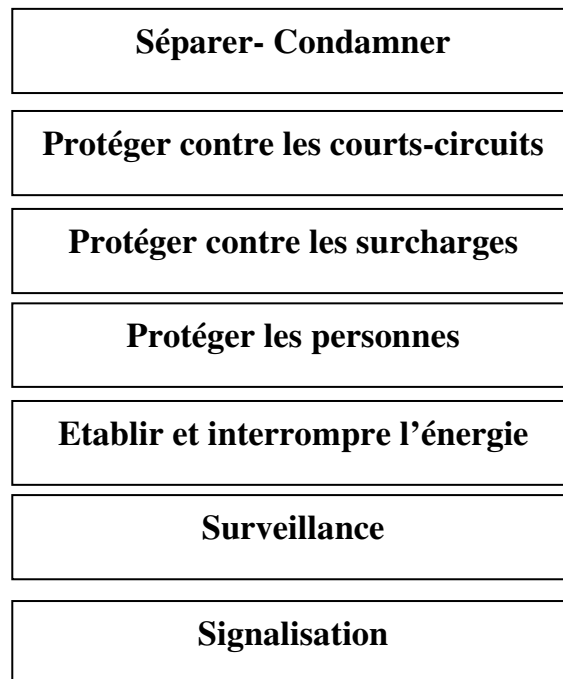 Séparer- Condamner
Protéger contre les courts-circuits
Protéger contre les surcharges
Protéger les personnes
Etablir et interrompre l’énergie
Surveillance
Signalisation